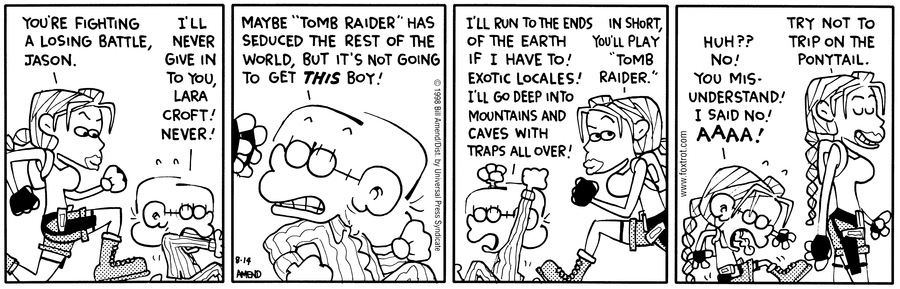 YOU'RE FIGHTING
A LOSING BATTLE,
JASON.
I'LL
NEVER
GIVE IN
TO YOU,
LARA
CROFT!
NEVER!
MAYBE "TOMB RAIDER" HAS
SEDUCED THE REST OF THE
WORLD, BUT IT'S NOT GOING
TO GET THIS BOY!
8-14
AMEND
© 1998 Bill Amend/Dist. by Universal Press Syndicate
I'LL RUN TO THE ENDS
OF THE EARTH
IF I HAVE TO!
EXOTIC LOCALES!
I'LL GO DEEP INTO
MOUNTAINS AND
CAVES WITH
TRAPS ALL OVER!
IN SHORT,
YOU'LL PLAY
"TOMB
RAIDER."
www.foxtrot.com
HUH??
NO!
YOU MIS-
UNDERSTAND!
I SAID NO!
AAAA!
TRY NOT TO
TRIP ON THE
PONYTAIL.